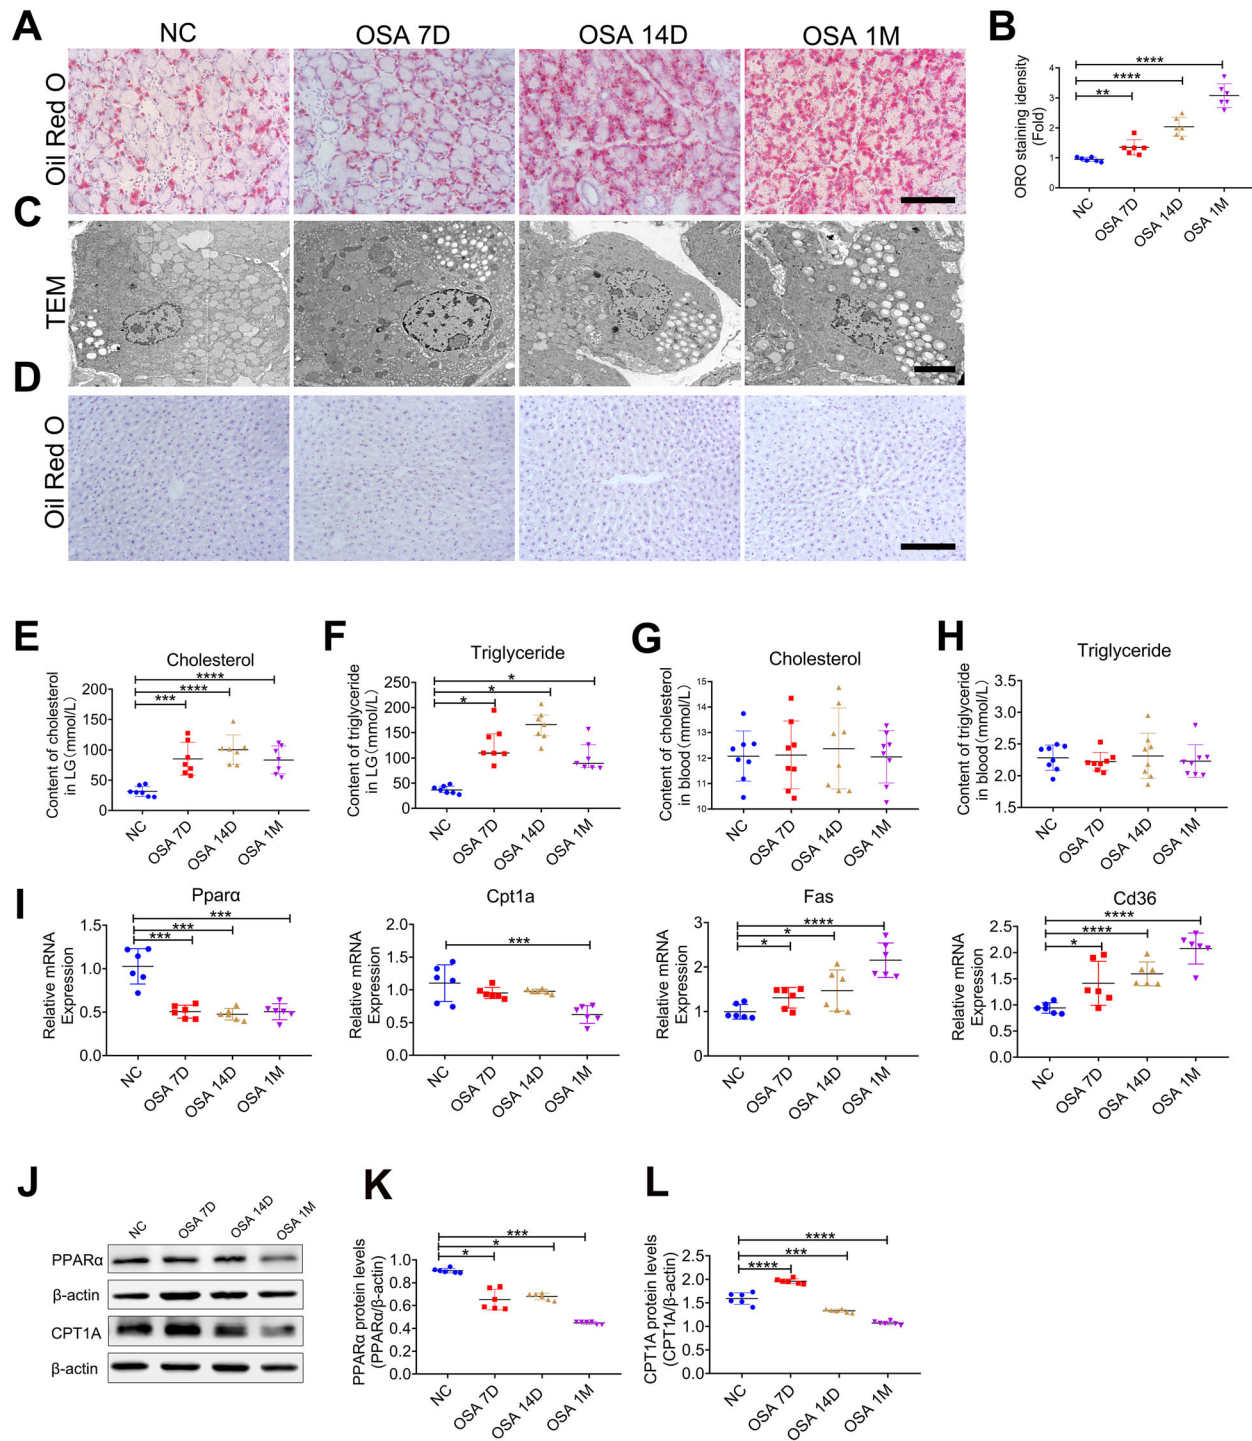 A
NC
OSA 7D
OSA 14D
OSA 1M
Oil Red O
B
ORO staining idensity
(Fold)
4
3
2
1
0
**
****
****
NC
OSA 7D
OSA 14D
OSA 1M
C
TEM
D
Oil Red O
E
Cholesterol
Content of cholesterol
in LG(mmol/L)
200
150
100
50
0
****
****
***
NC
OSA 7D
OSA 14D
OSA 1M
F
Triglyceride
Content of triglyceride
in LG(mmol/L)
250
200
150
100
50
0
*
*
*
NC
OSA 7D
OSA 14D
OSA 1M
G
Cholesterol
Content of cholesterol
in blood(mmol/L)
15
14
13
12
11
10
NC
OSA 7D
OSA 14D
OSA 1M
H
Triglyceride
Content of triglyceride
in blood(mmol/L)
3.5
3.0
2.5
2.0
1.5
NC
OSA 7D
OSA 14D
OSA 1M
I
Pparα
Relative mRNA
Expression
1.5
1.0
0.5
0.0
***
***
***
NC
OSA 7D
OSA 14D
OSA 1M
Cpt1a
Relative mRNA
Expression
2.0
1.5
1.0
0.5
0.0
***
NC
OSA 7D
OSA 14D
OSA 1M
Fas
Relative mRNA
Expression
3
2
1
0
****
*
*
NC
OSA 7D
OSA 14D
OSA 1M
Cd36
Relative mRNA
Expression
2.5
2.0
1.5
1.0
0.5
0.0
****
****
*
NC
OSA 7D
OSA 14D
OSA 1M
J
NC
OSA 7D
OSA 14D
OSA 1M
PPARα
β-actin
CPT1A
β-actin
K
PPARα protein levels
(PPARα/β-actin)
1.0
0.8
0.6
0.4
0.2
0.0
***
*
*
NC
OSA 7D
OSA 14D
OSA 1M
L
CPT1A protein levels
(CPT1A/β-actin)
2.5
2.0
1.5
1.0
0.5
0.0
****
***
****
NC
OSA 7D
OSA 14D
OSA 1M